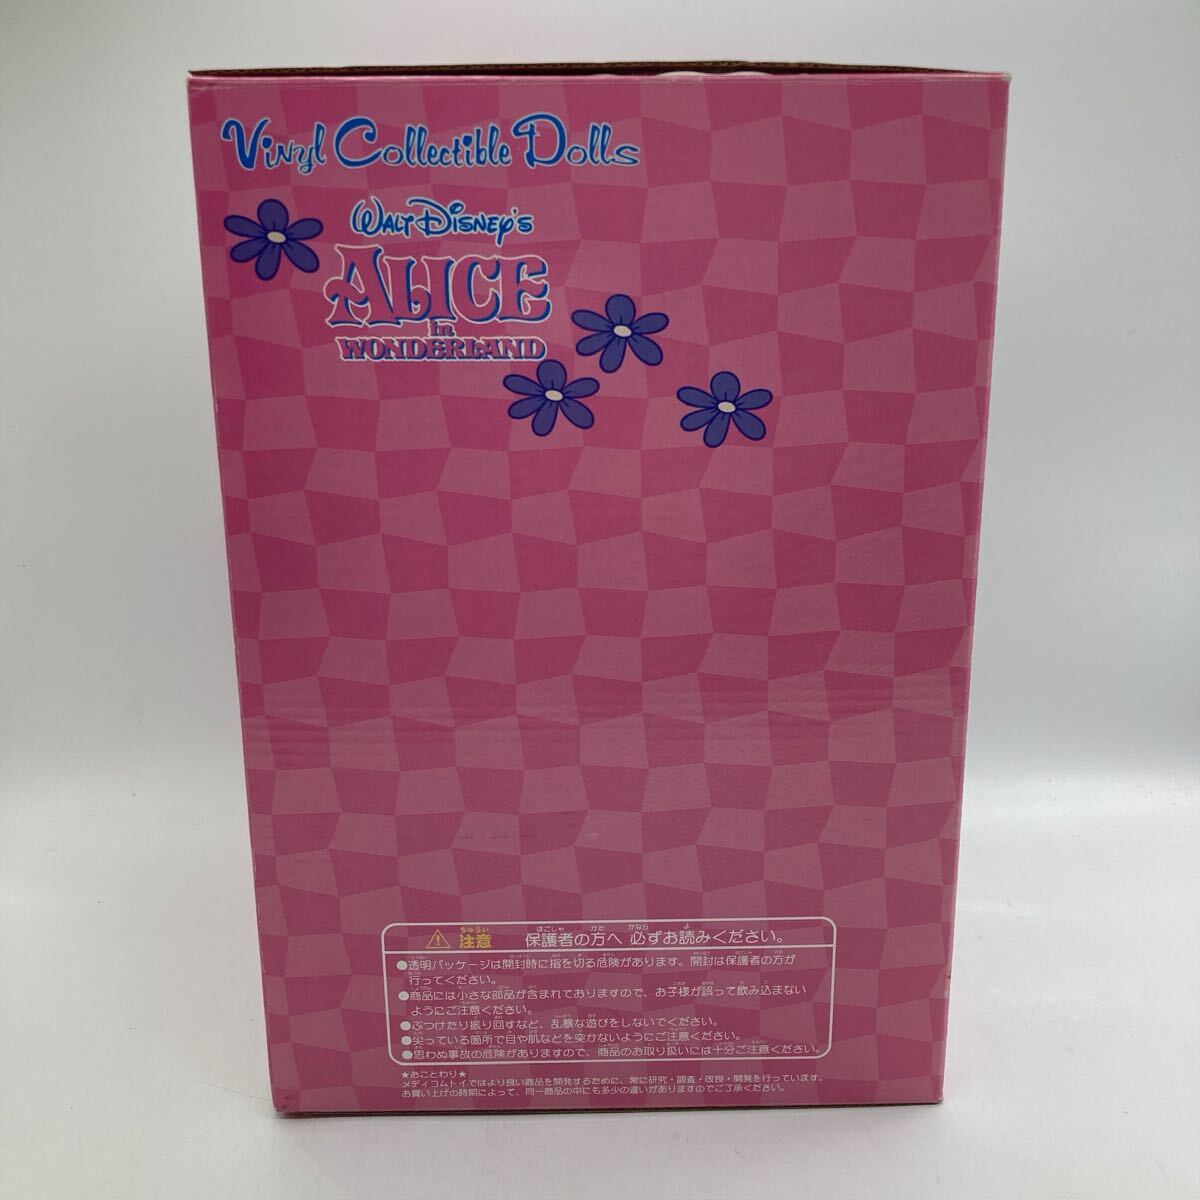 Vinyl Collectible Dolls
WALT DISNEY'S
ALICE
in
WONDERLAND
注意 保護者の方へ 必ずお読みください。
●透明パッケージは開封時に指を切る危険があります。開封は保護者の方が
行ってください。
●商品には小さな部品が含まれておりますので、お子様が誤って飲み込まない
ようにご注意ください。
●ぶつけたり振り回すなど、乱暴な遊びをしないでください。
●尖っている箇所で目や肌などを突かないようにご注意ください。
●思わぬ事故の危険がありますので、商品のお取り扱いには十分ご注意ください。
★おことわり★
メディコムトイではより良い商品を開発するために、常に研究・調査・改良・開発を行っています。
お買い上げの時期によって、同一商品の中にも多少の違いがありますのでご了承ください。